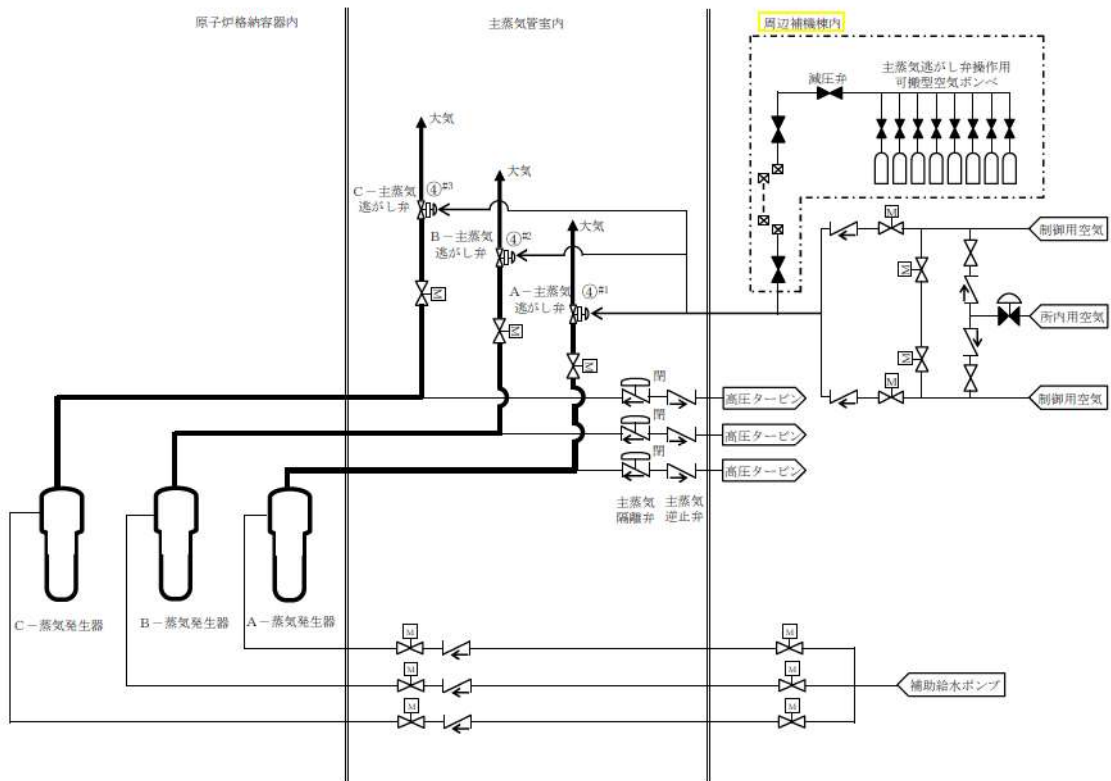 原子炉格納容器内
主蒸気管室内
周辺補機棟内
減圧弁
主蒸気逃がし弁操作用
可搬型空気ボンベ
大気
C－主蒸気
逃がし弁
④#3
大気
B－主蒸気
逃がし弁
④#2
大気
A－主蒸気
逃がし弁
④#1
M
M
M
M
制御用空気
M
所内用空気
M
M
制御用空気
閉
高圧タービン
閉
高圧タービン
閉
高圧タービン
主蒸気
隔離弁
主蒸気
逆止弁
C－蒸気発生器
B－蒸気発生器
A－蒸気発生器
M
M
M
M
補助給水ポンプ
M
M